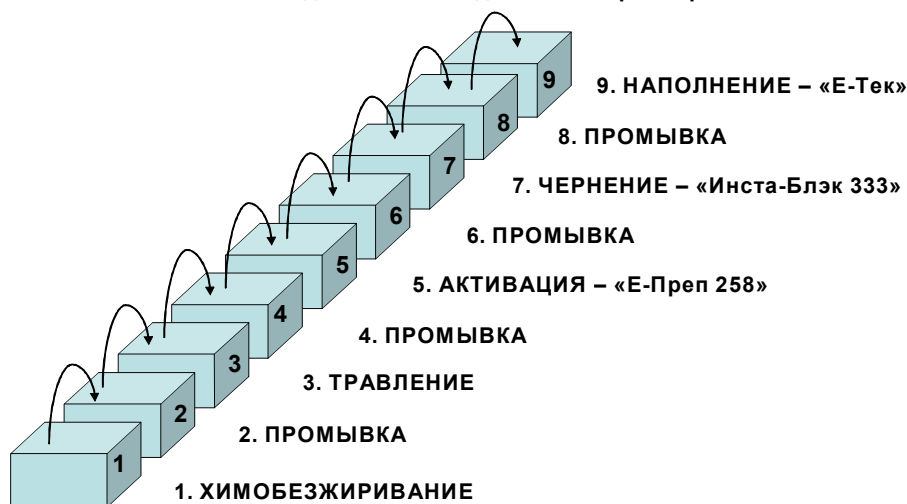 9
9. НАПОЛНЕНИЕ – «Е-Тек»
8
8. ПРОМЫВКА
7
7. ЧЕРНЕНИЕ – «Инста-Блэк 333»
6
6. ПРОМЫВКА
5
5. АКТИВАЦИЯ – «Е-Преп 258»
4
4. ПРОМЫВКА
3
3. ТРАВЛЕНИЕ
2
2. ПРОМЫВКА
1
1. ХИМОБЕЗЖИРИВАНИЕ